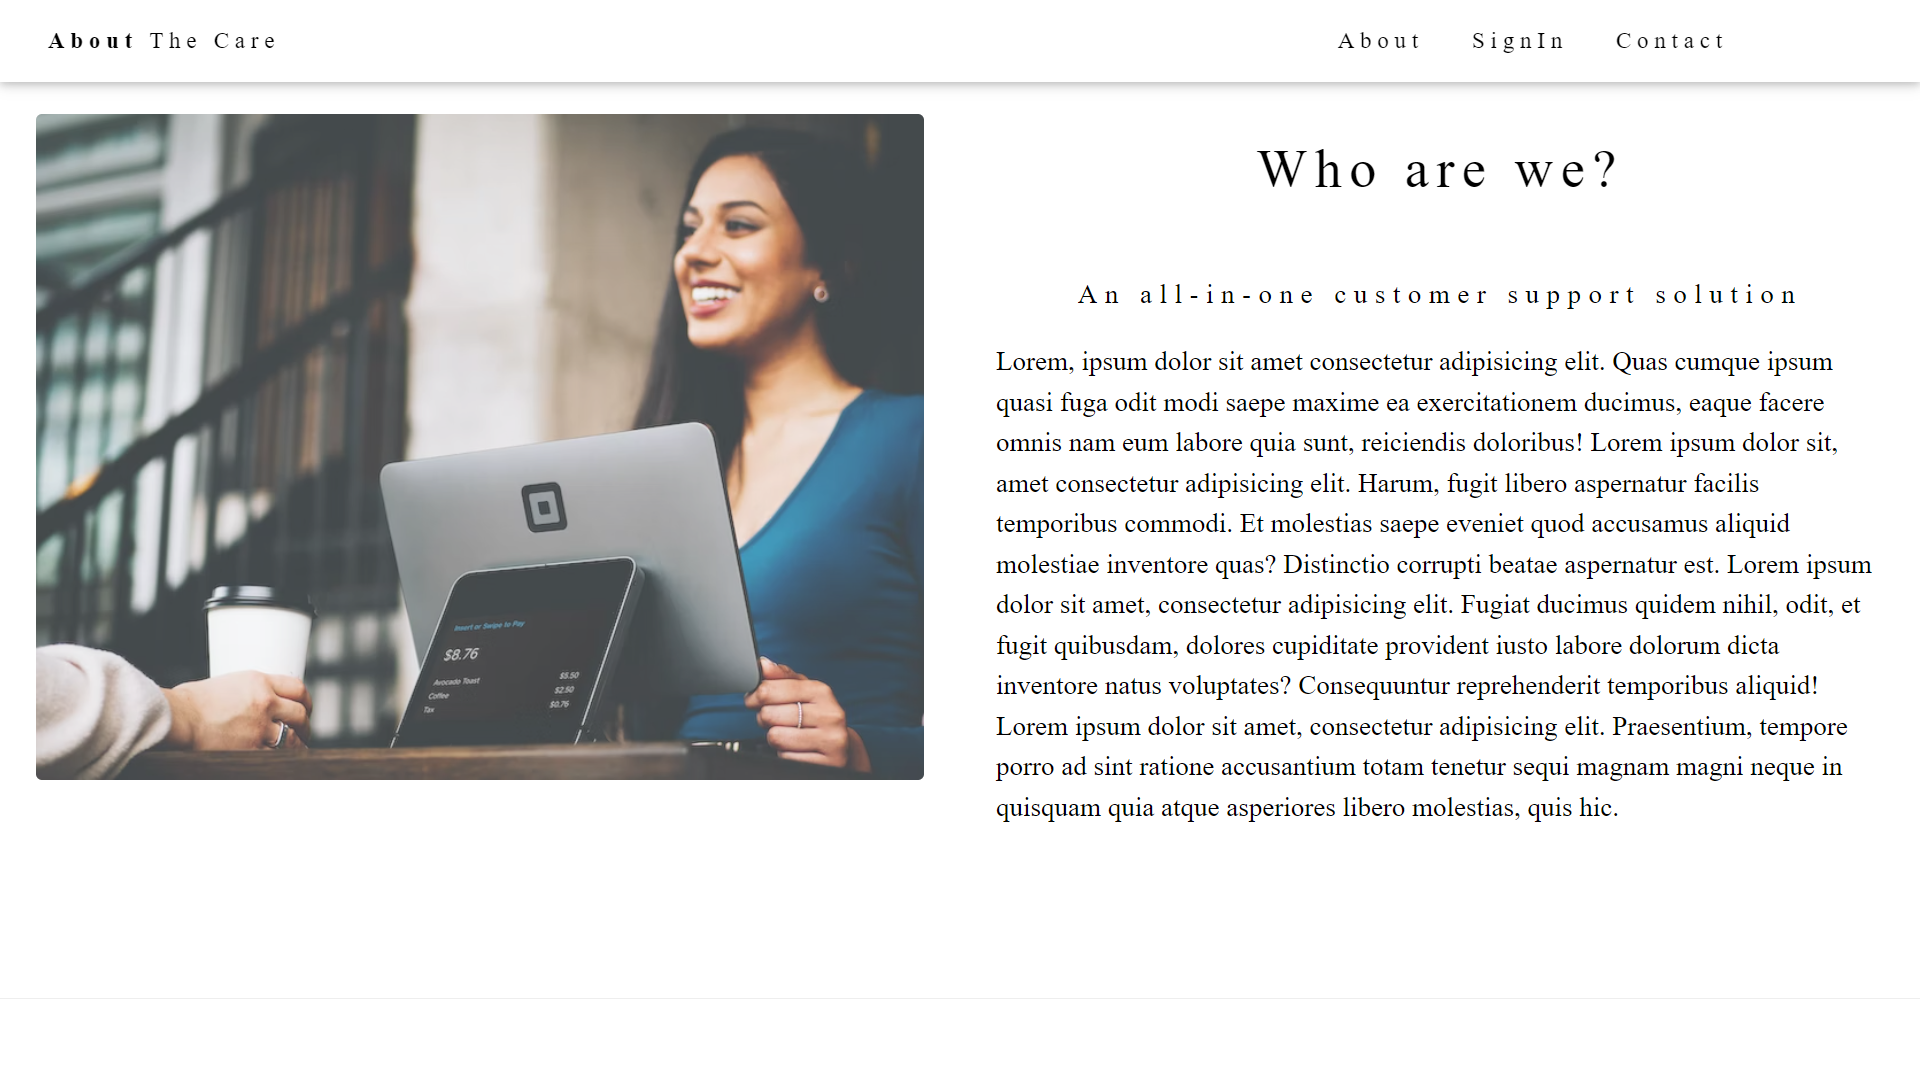 About The Care
About SignIn Contact
Who are we?
An all-in-one customer support solution
Lorem, ipsum dolor sit amet consectetur adipisicing elit. Quas cumque ipsum
quasi fuga odit modi saepe maxime ea exercitationem ducimus, eaque facere
omnis nam eum labore quia sunt, reiciendis doloribus! Lorem ipsum dolor sit,
amet consectetur adipisicing elit. Harum, fugit libero aspernatur facilis
temporibus commodi. Et molestias saepe eveniet quod accusamus aliquid
molestiae inventore quas? Distinctio corrupti beatae aspernatur est. Lorem ipsum
dolor sit amet, consectetur adipisicing elit. Fugiat ducimus quidem nihil, odit, et
fugit quibusdam, dolores cupiditate provident iusto labore dolorum dicta
inventore natus voluptates? Consequuntur reprehenderit temporibus aliquid!
Lorem ipsum dolor sit amet, consectetur adipisicing elit. Praesentium, tempore
porro ad sint ratione accusantium totam tenetur sequi magnam magni neque in
quisquam quia atque asperiores libero molestias, quis hic.
Insert or Swipe to Pay
$8.76
Avocado Toast $5.50
Coffee $2.50
Tax $0.76